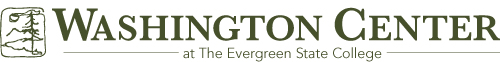 WASHINGTON CENTER
at The Evergreen State College